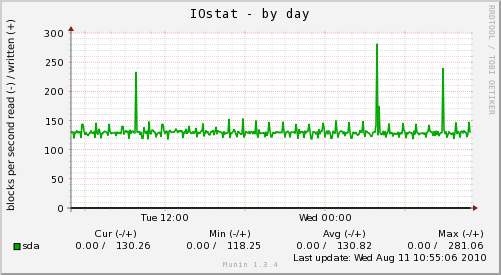 IOstat - by day
RRDTOOL / TOBI OETIKER
blocks per second read (-) / written (+)
300
250
200
150
100
50
0
Tue 12:00 Wed 00:00
Cur (-/+) Min (-/+) Avg (-/+) Max (-/+)
sda 0.00 / 130.26 0.00 / 118.25 0.00 / 130.82 0.00 / 281.06
Last update: Wed Aug 11 10:55:06 2010
Munin 1.3.4